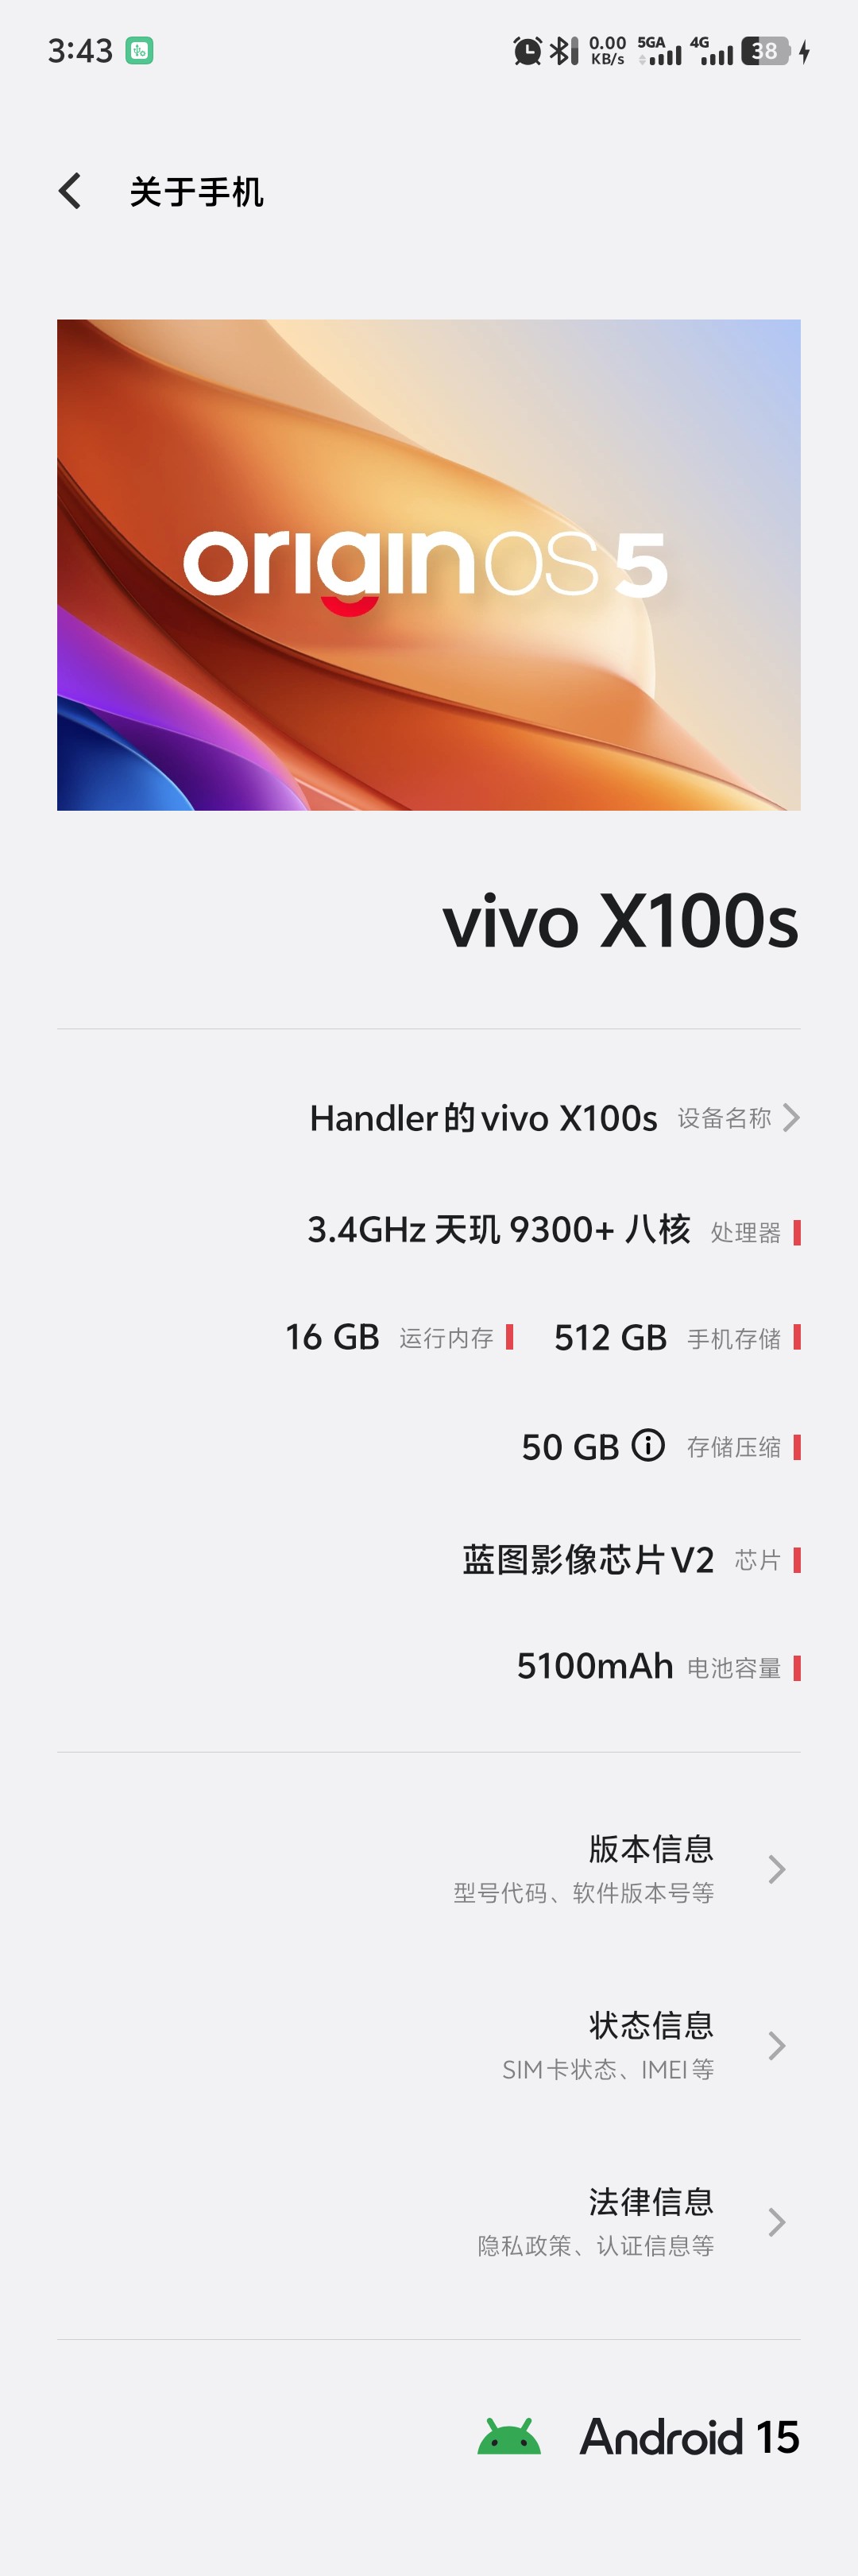 3:43 0.00 KB/s 5GA 4G 38
关于手机
originOS 5
vivo X100s
Handler的vivo X100s 设备名称
3.4GHz 天玑 9300+ 八核 处理器
16 GB 运行内存 512 GB 手机存储
50 GB 存储压缩
蓝图影像芯片V2 芯片
5100mAh 电池容量
版本信息
型号代码、软件版本号等
状态信息
SIM卡状态、IMEI等
法律信息
隐私政策、认证信息等
Android 15